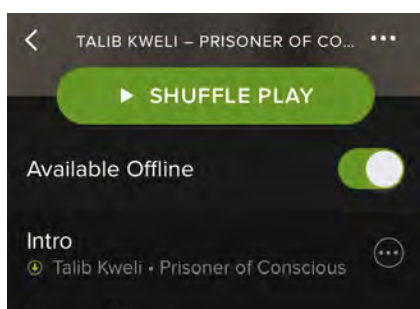 TALIB KWELI – PRISONER OF CO...
SHUFFLE PLAY
Available Offline
Intro
Talib Kweli • Prisoner of Conscious